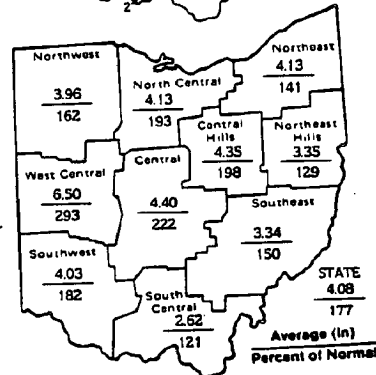 2
Northwest
3.96
162
North Central
4.13
193
Northeast
4.13
141
Central
Hills
4.35
198
Northeast
Hills
3.35
129
West Central
6.50
293
Central
4.40
222
Southeast
3.34
150
Southwest
4.03
182
South
Central
2.62
121
STATE
4.08
177
Average (In)
Percent of Normal